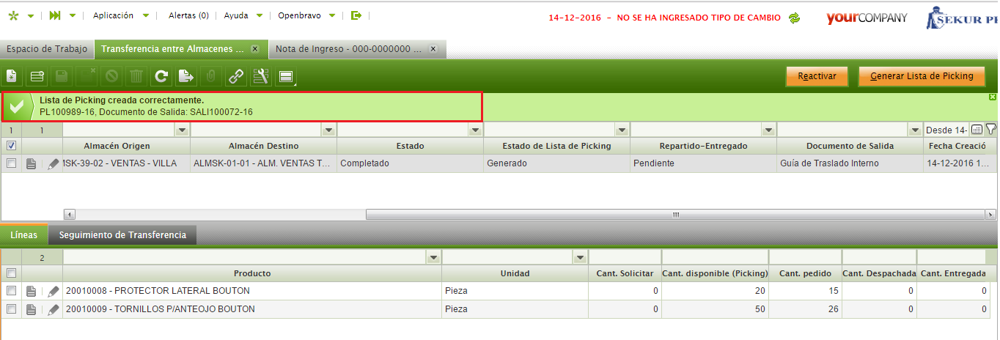 Aplicación Alertas (0) Ayuda Openbravo 14-12-2016 - NO SE HA INGRESADO TIPO DE CAMBIO yourCOMPANY SEKUR
Espacio de Trabajo Transferencia entre Almacenes ... x Nota de Ingreso - 000-0000000 ... x
Reactivar Generar Lista de Picking
Lista de Picking creada correctamente.
PL100989-16, Documento de Salida: SALI100072-16
1 1 Desde 14-
Almacén Origen Almacén Destino Estado Estado de Lista de Picking Repartido-Entregado Documento de Salida Fecha Creació
MSK-39-02 - VENTAS - VILLA ALMSK-01-01 - ALM. VENTAS T... Completado Generado Pendiente Guía de Traslado Interno 14-12-2016 1...
Líneas Seguimiento de Transferencia
2
Producto Unidad Cant. Solicitar Cant. disponible (Picking) Cant. pedido Cant. Despachada Cant. Entregada
20010008 - PROTECTOR LATERAL BOUTON Pieza 0 20 15 0 0
20010009 - TORNILLOS P/ANTEOJO BOUTON Pieza 0 50 26 0 0